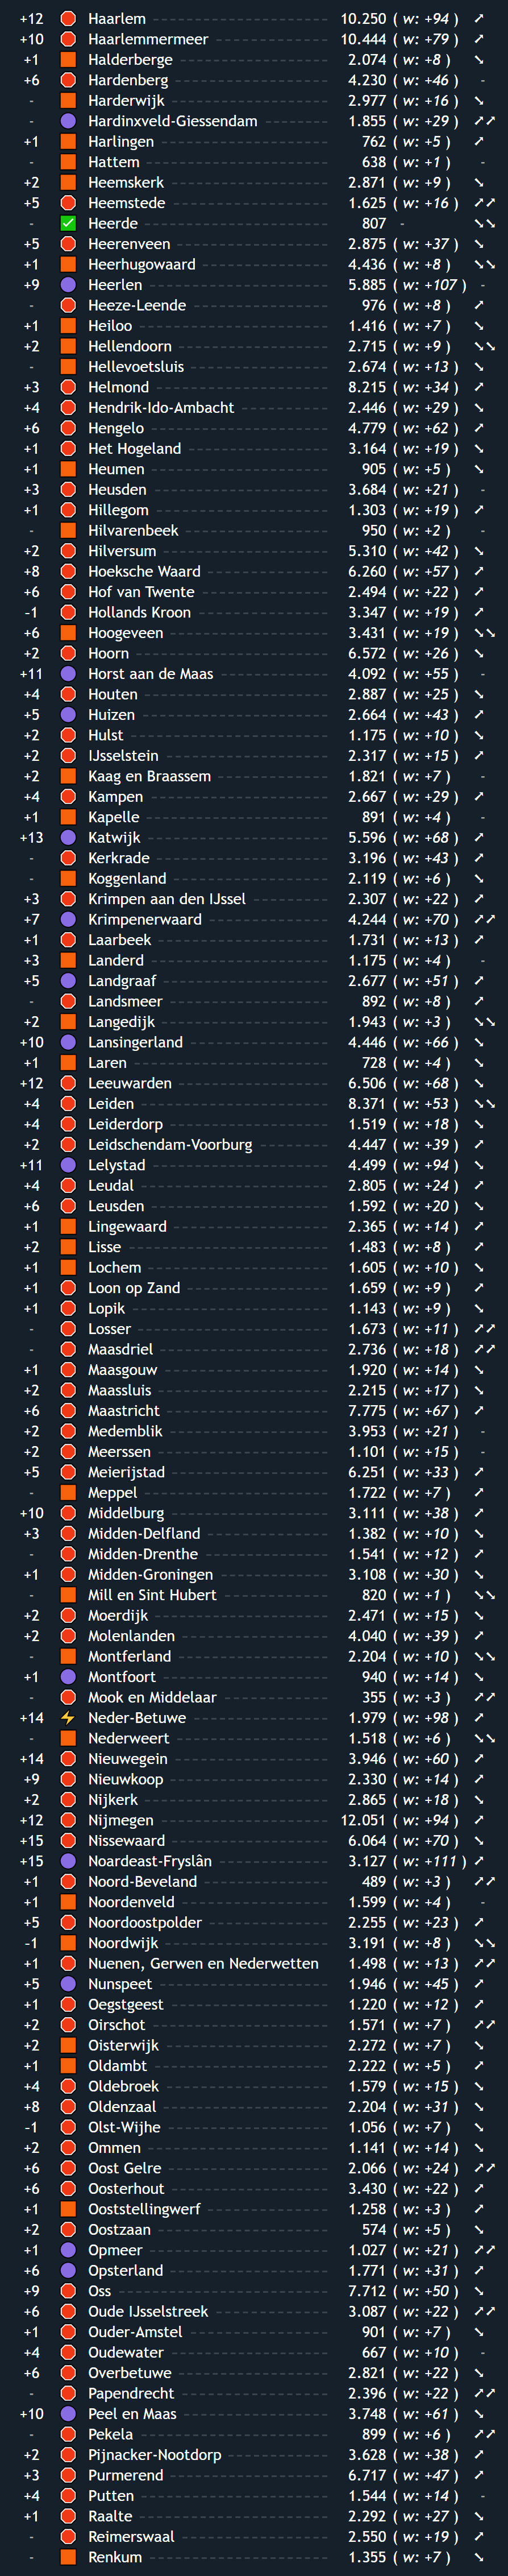 +12 Haarlem 10.250 ( w: +94 )
+10 Haarlemmermeer 10.444 ( w: +79 )
+1 Halderberge 2.074 ( w: +8 )
+6 Hardenberg 4.230 ( w: +46 ) -
- Harderwijk 2.977 ( w: +16 )
- Hardinxveld-Giessendam 1.855 ( w: +29 )
+1 Harlingen 762 ( w: +5 )
- Hattem 638 ( w: +1 ) -
+2 Heemskerk 2.871 ( w: +9 )
+5 Heemstede 1.625 ( w: +16 )
- Heerde 807 -
+5 Heerenveen 2.875 ( w: +37 )
+1 Heerhugowaard 4.436 ( w: +8 )
+9 Heerlen 5.885 ( w: +107 ) -
- Heeze-Leende 976 ( w: +8 )
+1 Heiloo 1.416 ( w: +7 )
+2 Hellendoorn 2.715 ( w: +9 )
- Hellevoetsluis 2.674 ( w: +13 )
+3 Helmond 8.215 ( w: +34 )
+4 Hendrik-Ido-Ambacht 2.446 ( w: +29 )
+6 Hengelo 4.779 ( w: +62 )
+1 Het Hogeland 3.164 ( w: +19 )
+1 Heumen 905 ( w: +5 )
+3 Heusden 3.684 ( w: +21 ) -
+1 Hillegom 1.303 ( w: +19 )
- Hilvarenbeek 950 ( w: +2 ) -
+2 Hilversum 5.310 ( w: +42 )
+8 Hoeksche Waard 6.260 ( w: +57 )
+6 Hof van Twente 2.494 ( w: +22 )
-1 Hollands Kroon 3.347 ( w: +19 )
+6 Hoogeveen 3.431 ( w: +19 )
+2 Hoorn 6.572 ( w: +26 )
+11 Horst aan de Maas 4.092 ( w: +55 ) -
+4 Houten 2.887 ( w: +25 )
+5 Huizen 2.664 ( w: +43 )
+2 Hulst 1.175 ( w: +10 )
+2 IJsselstein 2.317 ( w: +15 )
+2 Kaag en Braassem 1.821 ( w: +7 ) -
+4 Kampen 2.667 ( w: +29 )
+1 Kapelle 891 ( w: +4 ) -
+13 Katwijk 5.596 ( w: +68 )
- Kerkrade 3.196 ( w: +43 )
- Koggenland 2.119 ( w: +6 )
+3 Krimpen aan den IJssel 2.307 ( w: +22 )
+7 Krimpenerwaard 4.244 ( w: +70 )
+1 Laarbeek 1.731 ( w: +13 )
+3 Landerd 1.175 ( w: +4 ) -
+5 Landgraaf 2.677 ( w: +51 )
- Landsmeer 892 ( w: +8 )
+2 Langedijk 1.943 ( w: +3 )
+10 Lansingerland 4.446 ( w: +66 )
+1 Laren 728 ( w: +4 )
+12 Leeuwarden 6.506 ( w: +68 )
+4 Leiden 8.371 ( w: +53 )
+4 Leiderdorp 1.519 ( w: +18 )
+2 Leidschendam-Voorburg 4.447 ( w: +39 )
+11 Lelystad 4.499 ( w: +94 )
+4 Leudal 2.805 ( w: +24 )
+6 Leusden 1.592 ( w: +20 )
+1 Lingewaard 2.365 ( w: +14 )
+2 Lisse 1.483 ( w: +8 )
+1 Lochem 1.605 ( w: +10 )
+1 Loon op Zand 1.659 ( w: +9 )
+1 Lopik 1.143 ( w: +9 )
- Losser 1.673 ( w: +11 )
- Maasdriel 2.736 ( w: +18 )
+1 Maasgouw 1.920 ( w: +14 )
+2 Maassluis 2.215 ( w: +17 )
+6 Maastricht 7.775 ( w: +67 )
+2 Medemblik 3.953 ( w: +21 ) -
+2 Meerssen 1.101 ( w: +15 ) -
+5 Meierijstad 6.251 ( w: +33 )
- Meppel 1.722 ( w: +7 )
+10 Middelburg 3.111 ( w: +38 )
+3 Midden-Delfland 1.382 ( w: +10 )
- Midden-Drenthe 1.541 ( w: +12 )
+1 Midden-Groningen 3.108 ( w: +30 )
- Mill en Sint Hubert 820 ( w: +1 )
+2 Moerdijk 2.471 ( w: +15 )
+2 Molenlanden 4.040 ( w: +39 )
- Montferland 2.204 ( w: +10 )
+1 Montfoort 940 ( w: +14 )
- Mook en Middelaar 355 ( w: +3 )
+14 Neder-Betuwe 1.979 ( w: +98 )
- Nederweert 1.518 ( w: +6 )
+14 Nieuwegein 3.946 ( w: +60 )
+9 Nieuwkoop 2.330 ( w: +14 )
+2 Nijkerk 2.865 ( w: +18 )
+12 Nijmegen 12.051 ( w: +94 )
+15 Nissewaard 6.064 ( w: +70 )
+15 Noardeast-Fryslân 3.127 ( w: +111 )
+1 Noord-Beveland 489 ( w: +3 )
+1 Noordenveld 1.599 ( w: +4 ) -
+5 Noordoostpolder 2.255 ( w: +23 )
-1 Noordwijk 3.191 ( w: +8 )
+1 Nuenen, Gerwen en Nederwetten 1.498 ( w: +13 )
+5 Nunspeet 1.946 ( w: +45 )
+1 Oegstgeest 1.220 ( w: +12 )
+2 Oirschot 1.571 ( w: +7 )
+2 Oisterwijk 2.272 ( w: +7 )
+1 Oldambt 2.222 ( w: +5 )
+4 Oldebroek 1.579 ( w: +15 )
+8 Oldenzaal 2.204 ( w: +31 )
-1 Olst-Wijhe 1.056 ( w: +7 )
+2 Ommen 1.141 ( w: +14 )
+6 Oost Gelre 2.066 ( w: +24 )
+6 Oosterhout 3.430 ( w: +22 )
+1 Ooststellingwerf 1.258 ( w: +3 )
+2 Oostzaan 574 ( w: +5 )
+1 Opmeer 1.027 ( w: +21 )
+6 Opsterland 1.771 ( w: +31 )
+9 Oss 7.712 ( w: +50 )
+6 Oude IJsselstreek 3.087 ( w: +22 )
+1 Ouder-Amstel 901 ( w: +7 )
+4 Oudewater 667 ( w: +10 ) -
+6 Overbetuwe 2.821 ( w: +22 )
- Papendrecht 2.396 ( w: +22 )
+10 Peel en Maas 3.748 ( w: +61 )
- Pekela 899 ( w: +6 )
+2 Pijnacker-Nootdorp 3.628 ( w: +38 )
+3 Purmerend 6.717 ( w: +47 )
+4 Putten 1.544 ( w: +14 ) -
+1 Raalte 2.292 ( w: +27 )
- Reimerswaal 2.550 ( w: +19 )
- Renkum 1.355 ( w: +7 )